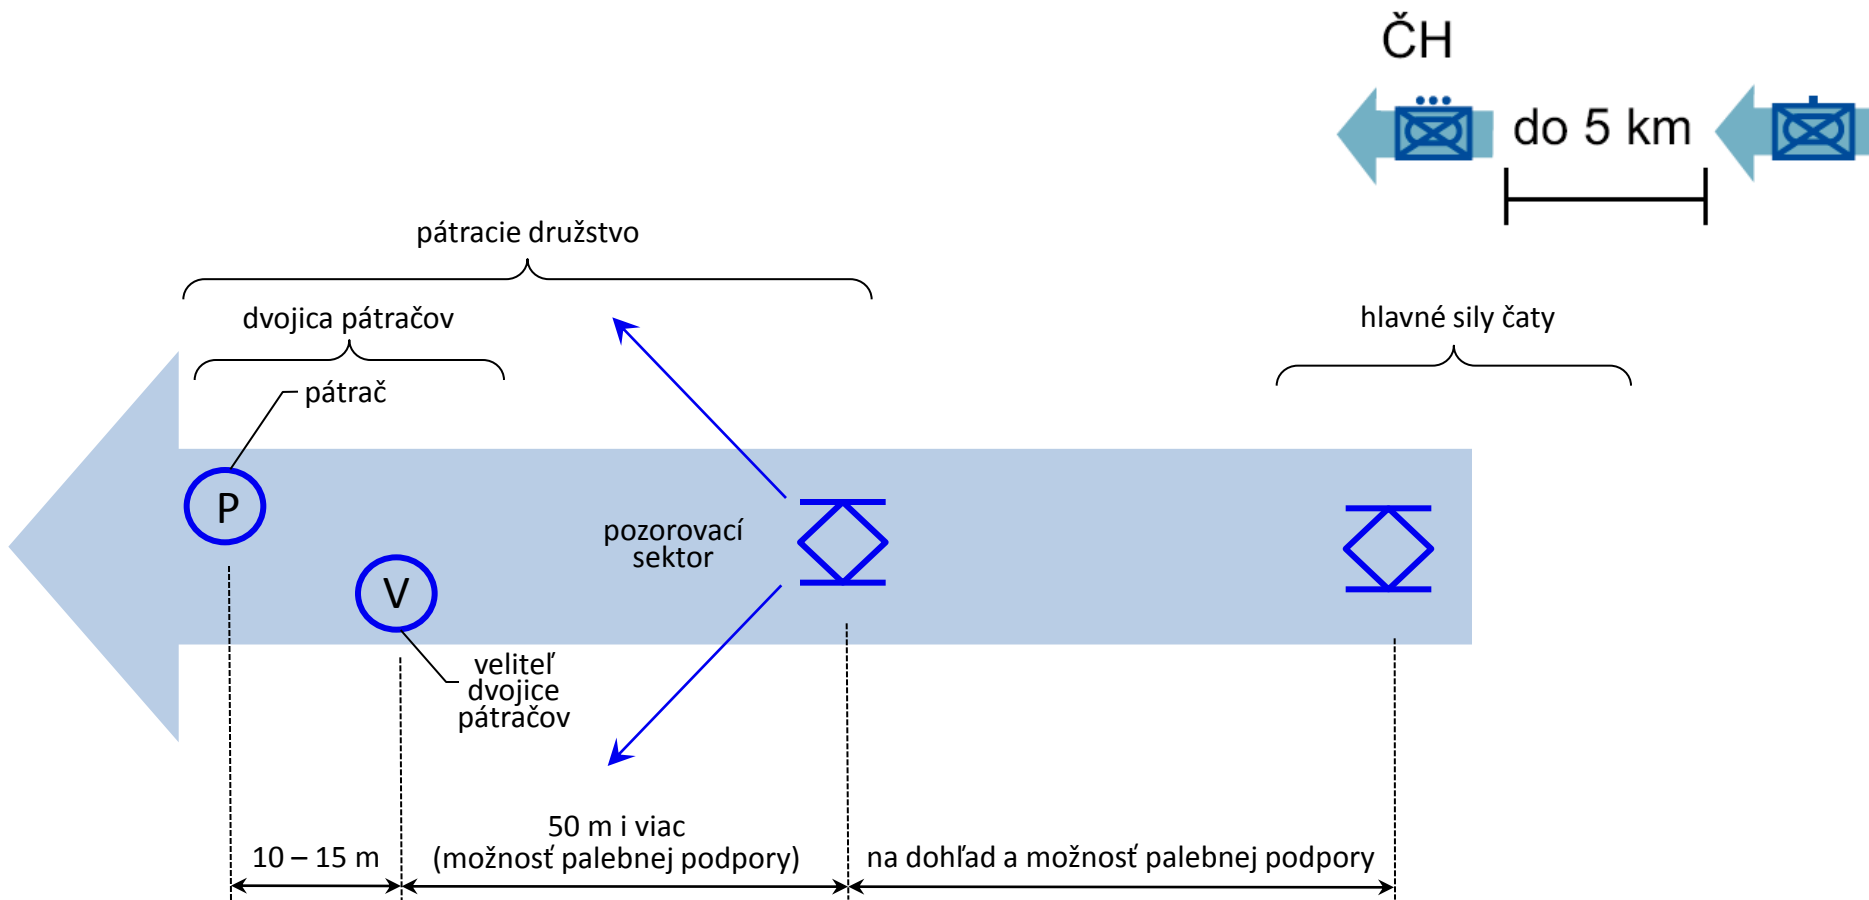 ČH
do 5 km
pátracie družstvo
dvojica pátračov
hlavné sily čaty
pátrač
P
pozorovací
sektor
V
veliteľ
dvojice
pátračov
50 m i viac
10 – 15 m
(možnosť palebnej podpory)
na dohľad a možnosť palebnej podpory